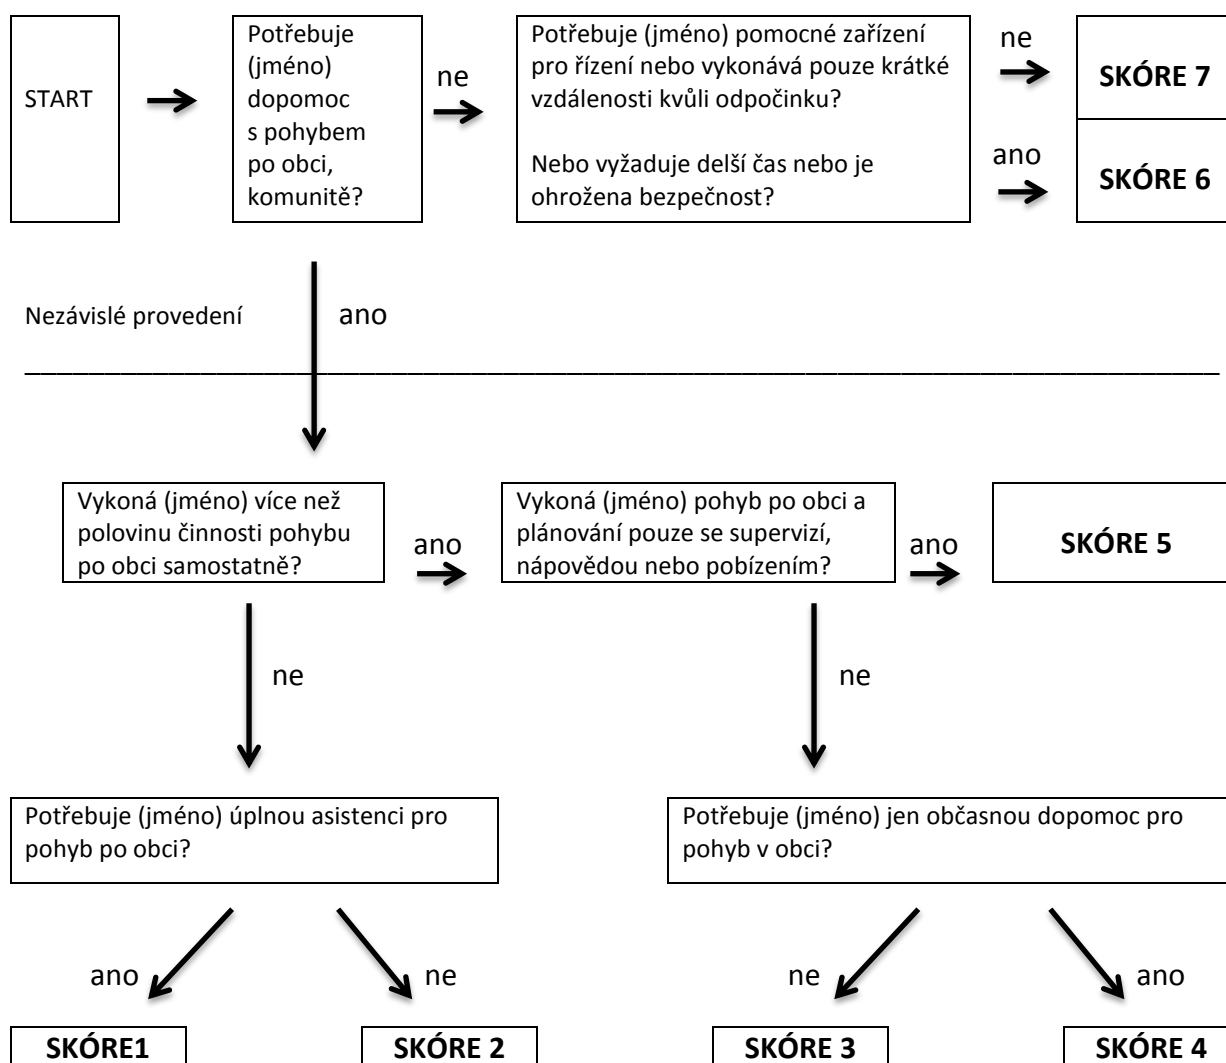 START
Potřebuje
(jméno)
dopomoc
s pohybem
po obci,
komunitě?
ne
Potřebuje (jméno) pomocné zařízení
pro řízení nebo vykonává pouze krátké
vzdálenosti kvůli odpočinku?
Nebo vyžaduje delší čas nebo je
ohrožena bezpečnost?
ne
SKÓRE 7
ano
SKÓRE 6
Nezávislé provedení
ano
Vykoná (jméno) více než
polovinu činnosti pohybu
po obci samostatně?
ano
Vykoná (jméno) pohyb po obci a
plánování pouze se supervizí,
nápovědou nebo pobízením?
ano
SKÓRE 5
ne
ne
Potřebuje (jméno) úplnou asistenci pro
pohyb po obci?
Potřebuje (jméno) jen občasnou dopomoc pro
pohyb v obci?
ano
ne
ne
ano
SKÓRE1
SKÓRE 2
SKÓRE 3
SKÓRE 4